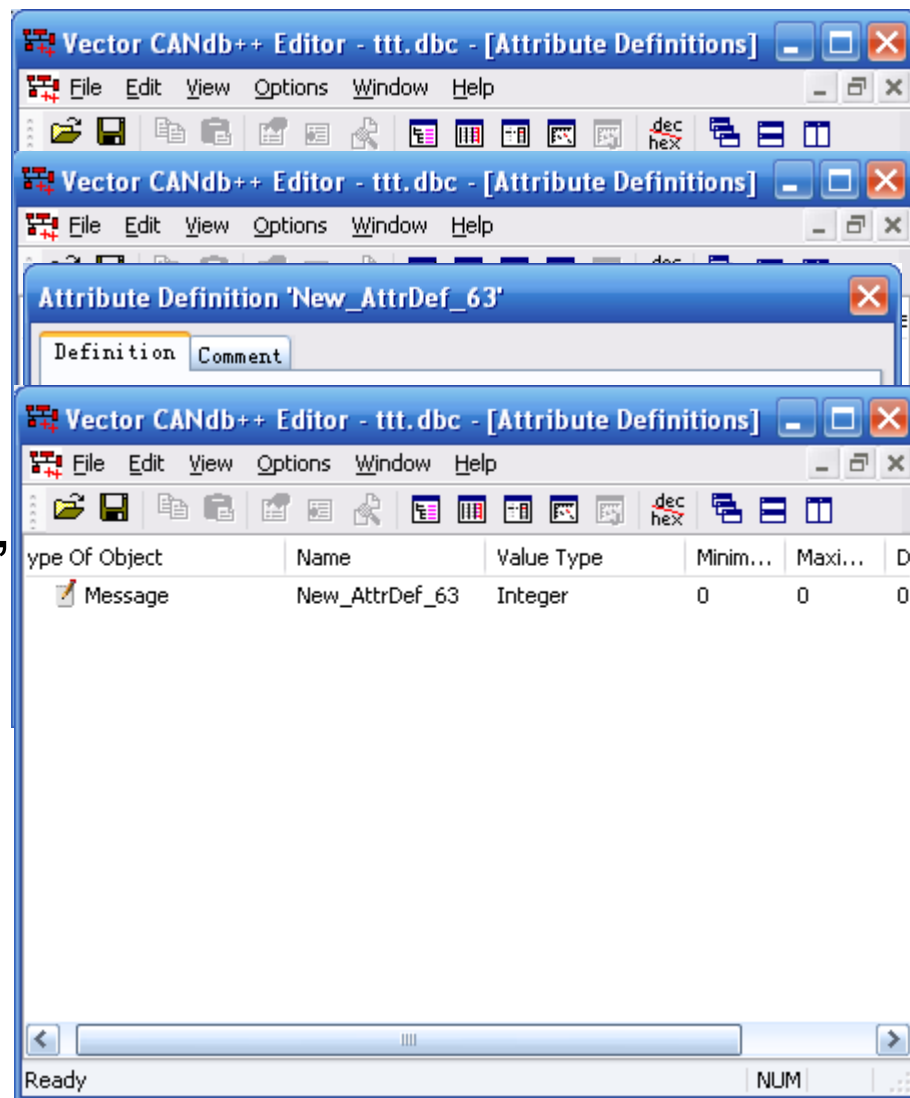 Vector CANdb++ Editor - ttt.dbc - [Attribute Definitions]
File Edit View Options Window Help
dec
hex
Vector CANdb++ Editor - ttt.dbc - [Attribute Definitions]
File Edit View Options Window Help
Attribute Definition 'New_AttrDef_63'
Definition Comment
Vector CANdb++ Editor - ttt.dbc - [Attribute Definitions]
File Edit View Options Window Help
dec
hex
ype Of Object Name Value Type Minim... Maxi... D
Message New_AttrDef_63 Integer 0 0 0
Ready NUM